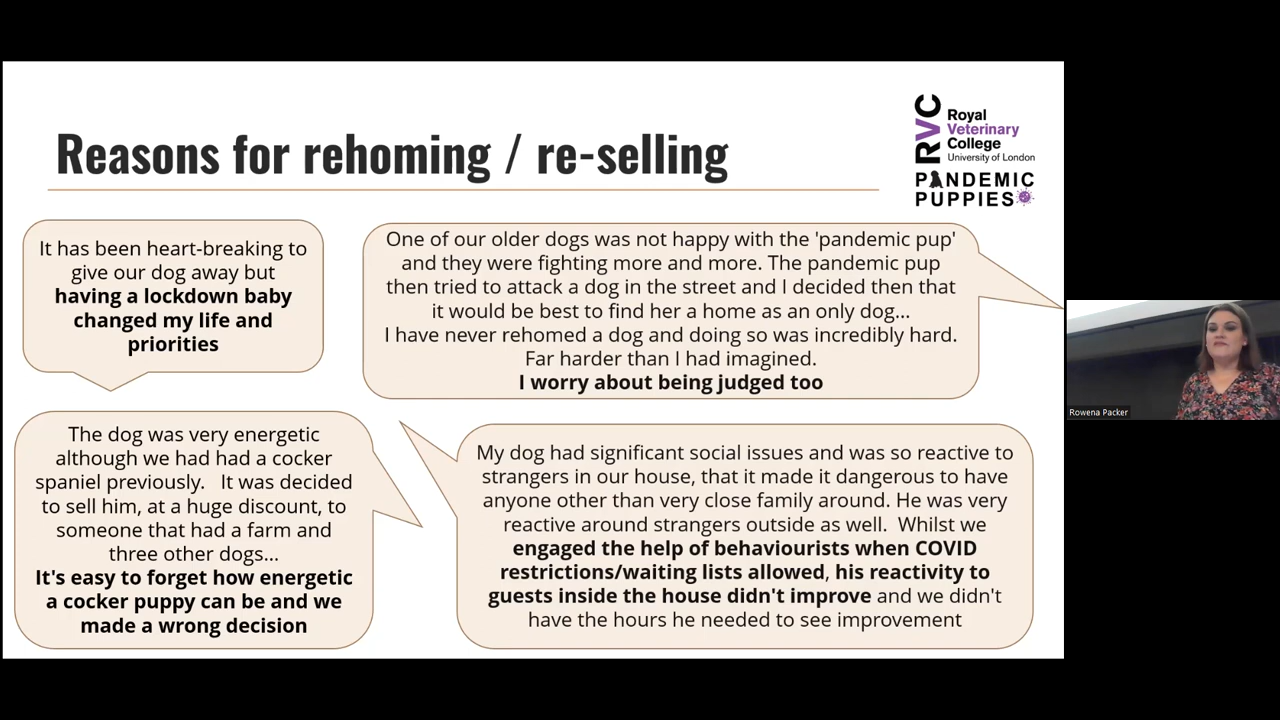 Reasons for rehoming / re-selling
RVC
Royal
Veterinary
College
University of London
PANDEMIC
PUPPIES
It has been heart-breaking to
give our dog away but
having a lockdown baby
changed my life and
priorities
One of our older dogs was not happy with the 'pandemic pup'
and they were fighting more and more. The pandemic pup
then tried to attack a dog in the street and I decided then that
it would be best to find her a home as an only dog...
I have never rehomed a dog and doing so was incredibly hard.
Far harder than I had imagined.
I worry about being judged too
The dog was very energetic
although we had had a cocker
spaniel previously.   It was decided
to sell him, at a huge discount, to
someone that had a farm and
three other dogs...
It's easy to forget how energetic
a cocker puppy can be and we
made a wrong decision
My dog had significant social issues and was so reactive to
strangers in our house, that it made it dangerous to have
anyone other than very close family around. He was very
reactive around strangers outside as well.  Whilst we
engaged the help of behaviourists when COVID
restrictions/waiting lists allowed, his reactivity to
guests inside the house didn't improve and we didn't
have the hours he needed to see improvement
Rowena Packer